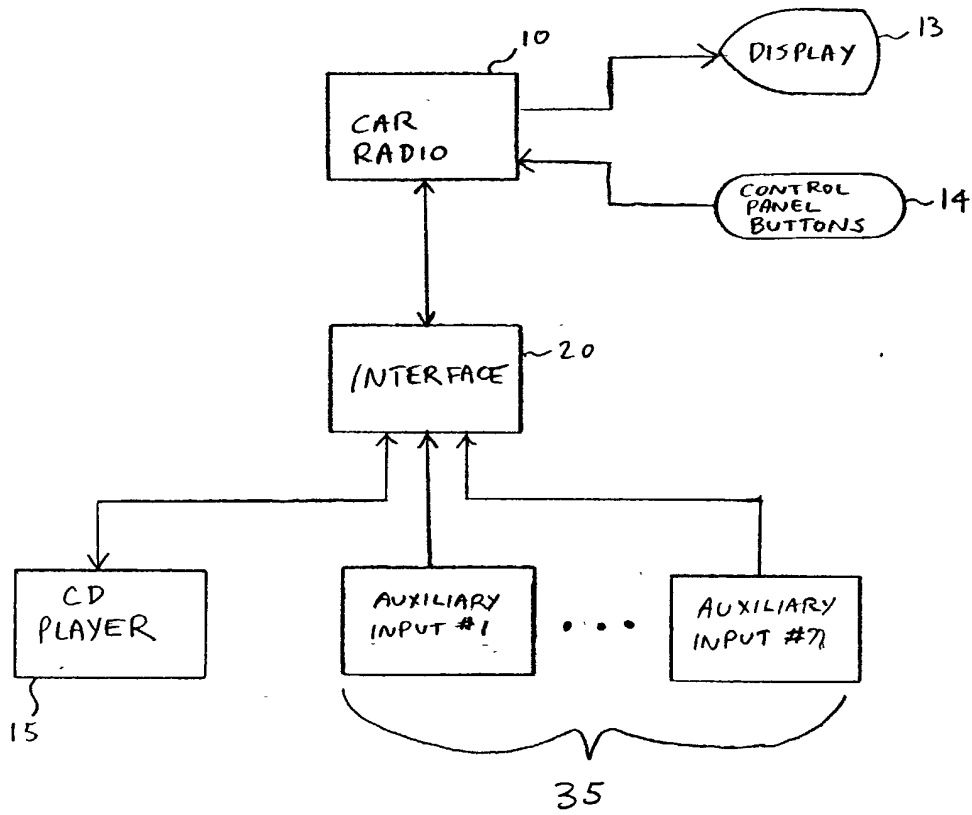 10
13
DISPLAY
CAR
RADIO
CONTROL
PANEL
BUTTONS
14
20
INTERFACE
CD
PLAYER
15
AUXILIARY
INPUT #1
• • •
AUXILIARY
INPUT #n
35